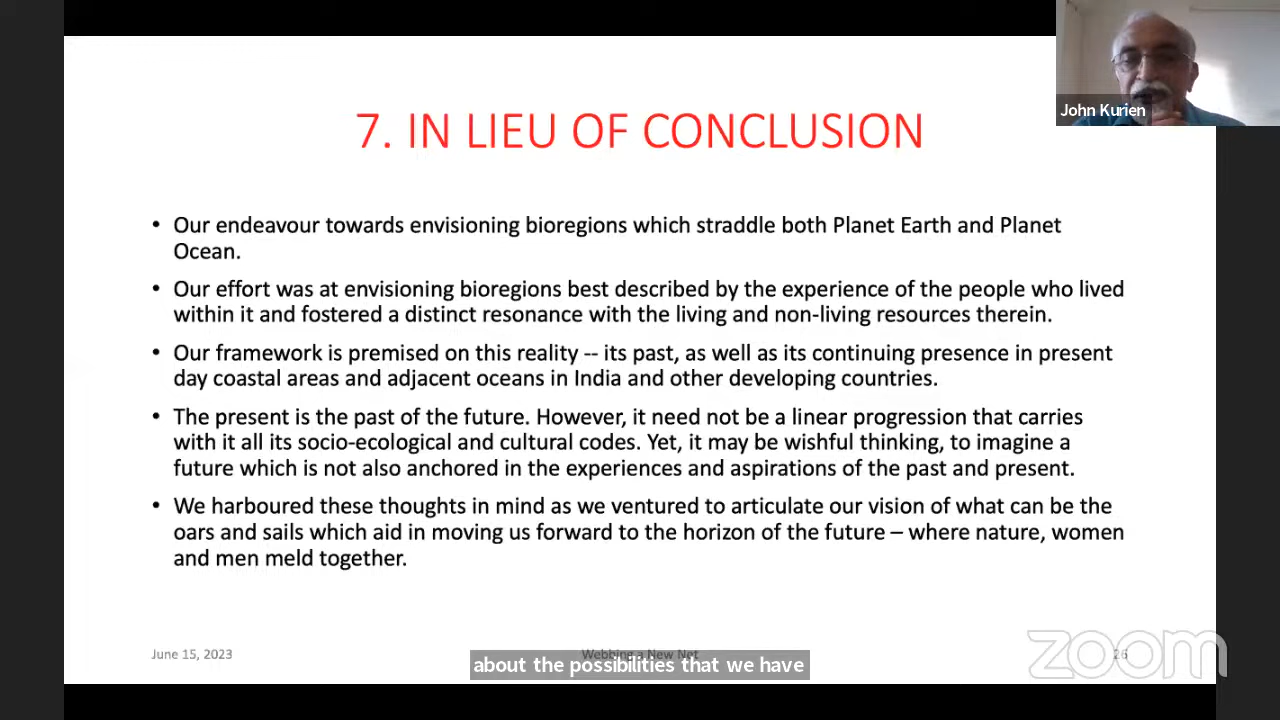 John Kurien
7. IN LIEU OF CONCLUSION
• Our endeavour towards envisioning bioregions which straddle both Planet Earth and Planet
Ocean.
• Our effort was at envisioning bioregions best described by the experience of the people who lived
within it and fostered a distinct resonance with the living and non-living resources therein.
• Our framework is premised on this reality -- its past, as well as its continuing presence in present
day coastal areas and adjacent oceans in India and other developing countries.
• The present is the past of the future. However, it need not be a linear progression that carries
with it all its socio-ecological and cultural codes. Yet, it may be wishful thinking, to imagine a
future which is not also anchored in the experiences and aspirations of the past and present.
• We harboured these thoughts in mind as we ventured to articulate our vision of what can be the
oars and sails which aid in moving us forward to the horizon of the future – where nature, women
and men meld together.
June 15, 2023
Webbing a New Net
about the possibilities that we have
26
zoom